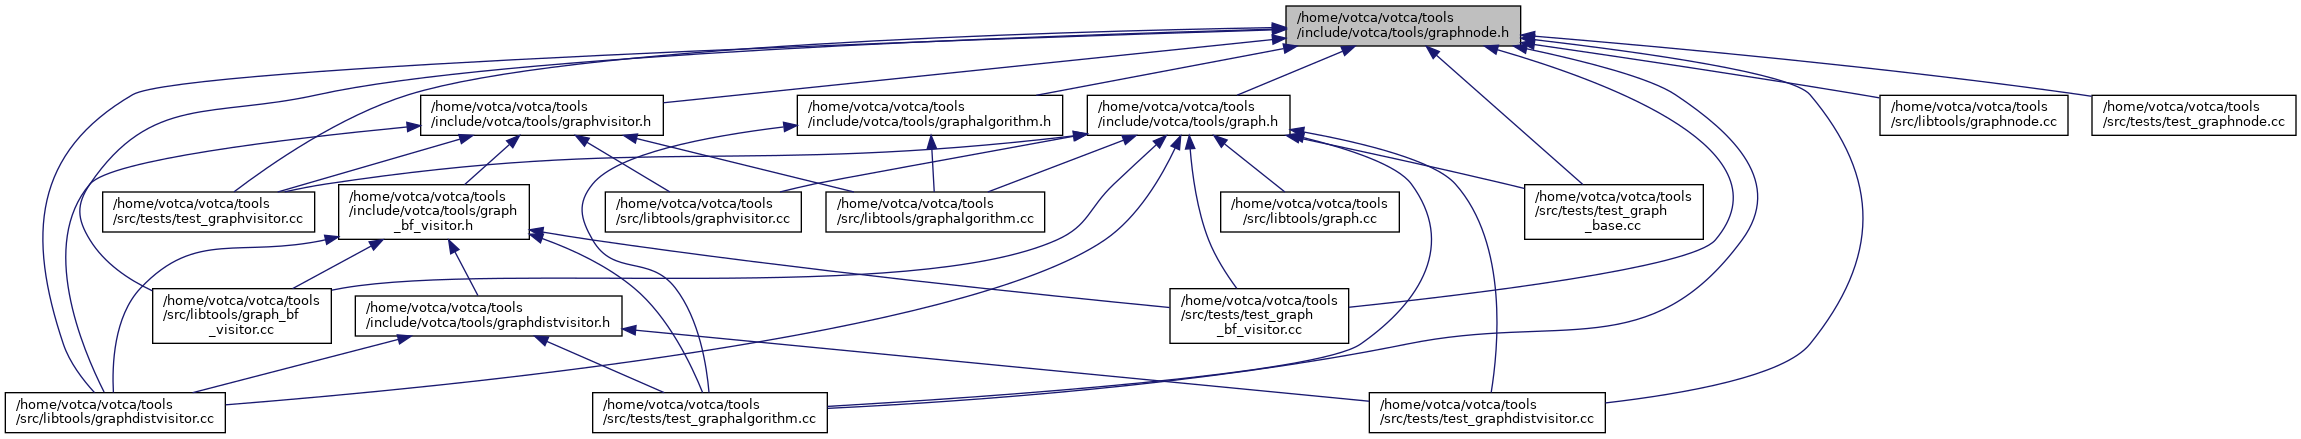 /home/votca/votca/tools
/include/votca/tools/graphnode.h
/home/votca/votca/tools
/include/votca/tools/graphvisitor.h
/home/votca/votca/tools
/include/votca/tools/graphalgorithm.h
/home/votca/votca/tools
/include/votca/tools/graph.h
/home/votca/votca/tools
/src/libtools/graphnode.cc
/home/votca/votca/tools
/src/tests/test_graphnode.cc
/home/votca/votca/tools
/src/tests/test_graphvisitor.cc
/home/votca/votca/tools
/include/votca/tools/graph
_bf_visitor.h
/home/votca/votca/tools
/src/libtools/graphvisitor.cc
/home/votca/votca/tools
/src/libtools/graphalgorithm.cc
/home/votca/votca/tools
/src/libtools/graph.cc
/home/votca/votca/tools
/src/tests/test_graph
_base.cc
/home/votca/votca/tools
/src/libtools/graph_bf
_visitor.cc
/home/votca/votca/tools
/include/votca/tools/graphdistvisitor.h
/home/votca/votca/tools
/src/tests/test_graph
_bf_visitor.cc
/home/votca/votca/tools
/src/libtools/graphdistvisitor.cc
/home/votca/votca/tools
/src/tests/test_graphalgorithm.cc
/home/votca/votca/tools
/src/tests/test_graphdistvisitor.cc